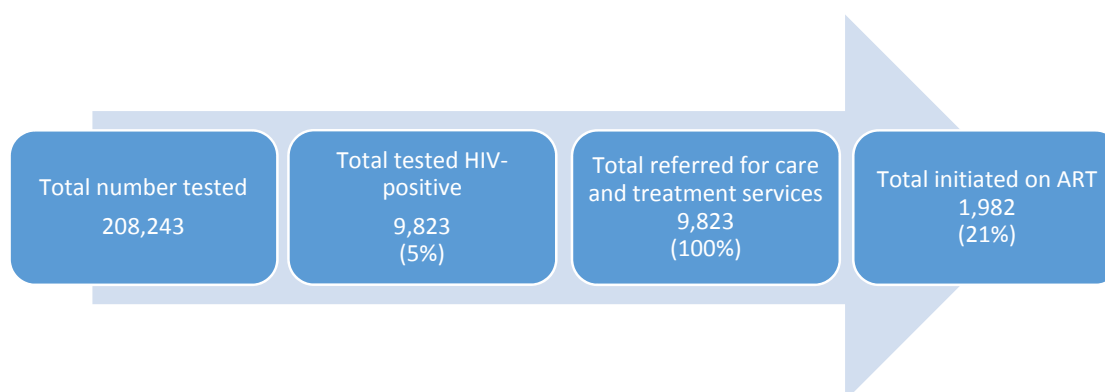 Total number tested
208,243
Total tested HIV-
positive
9,823
(5%)
Total referred for care
and treatment services
9,823
(100%)
Total initiated on ART
1,982
(21%)